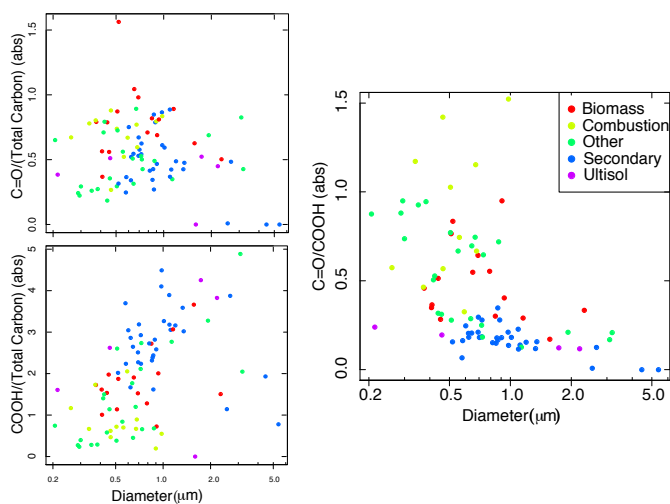 C=O/(Total Carbon) (abs)
1.5
1.0
0.5
0.0
COOH/(Total Carbon) (abs)
5
4
3
2
1
0
0.2 0.5 1.0 2.0 5.0
Diameter(μm)
C=O/COOH (abs)
1.5
1.0
0.5
0.0
0.2 0.5 1.0 2.0 5.0
Diameter(μm)
Biomass
Combustion
Other
Secondary
Ultisol